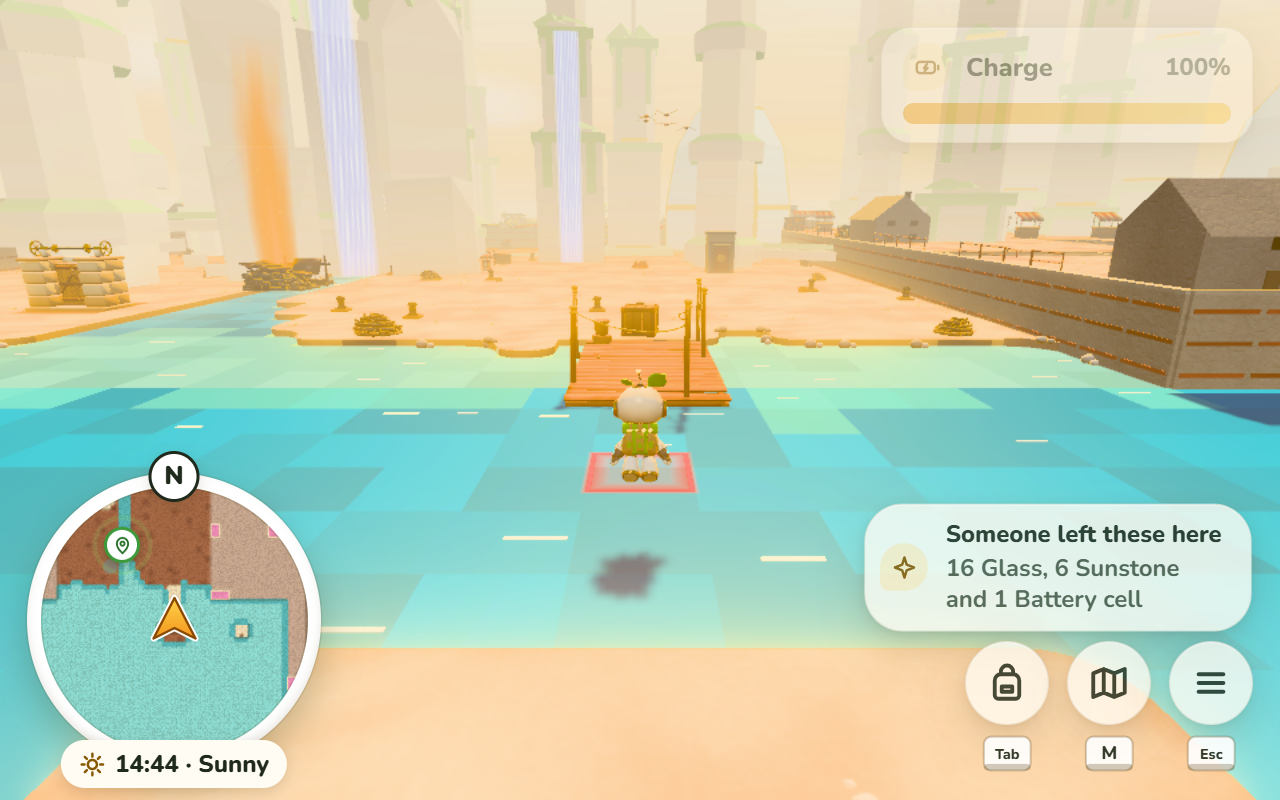 Charge 100%
N
Someone left these here
16 Glass, 6 Sunstone
and 1 Battery cell
14:44 · Sunny
Tab M Esc